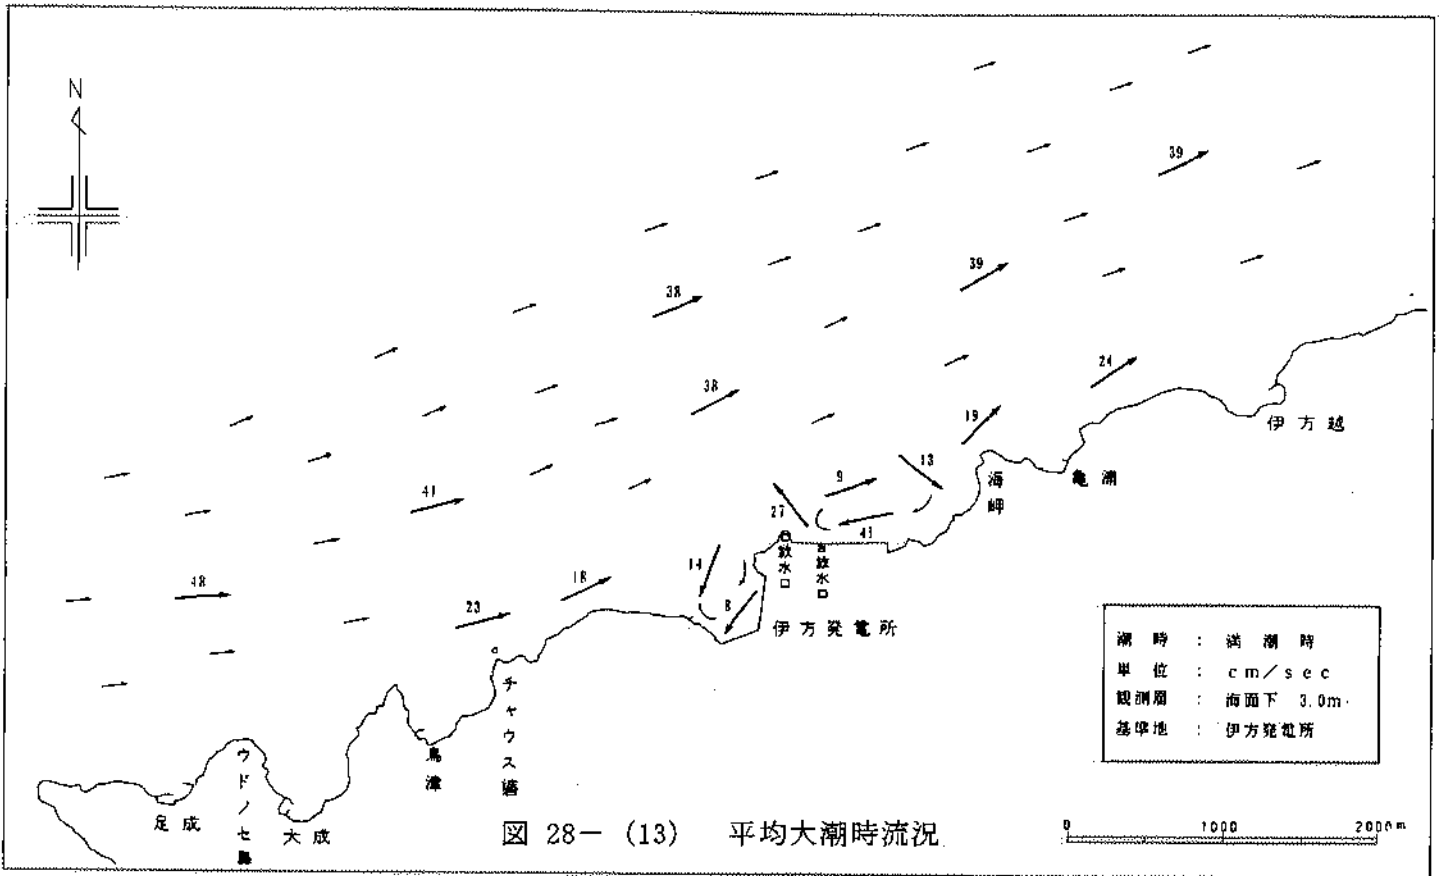 N
39
39
38
38
24
19
13
9
27
41
41
14
8
18
23
48
伊方越
亀浦
海岬
放水口
放水口
伊方発電所
チャウス碆
鳥津
ウドノセ鼻
大成
足成
潮時 : 満潮時
単位 : cm/sec
観測層 : 海面下 3.0m
基準地 : 伊方発電所
0 1000 2000m
図 28-(13) 平均大潮時流況